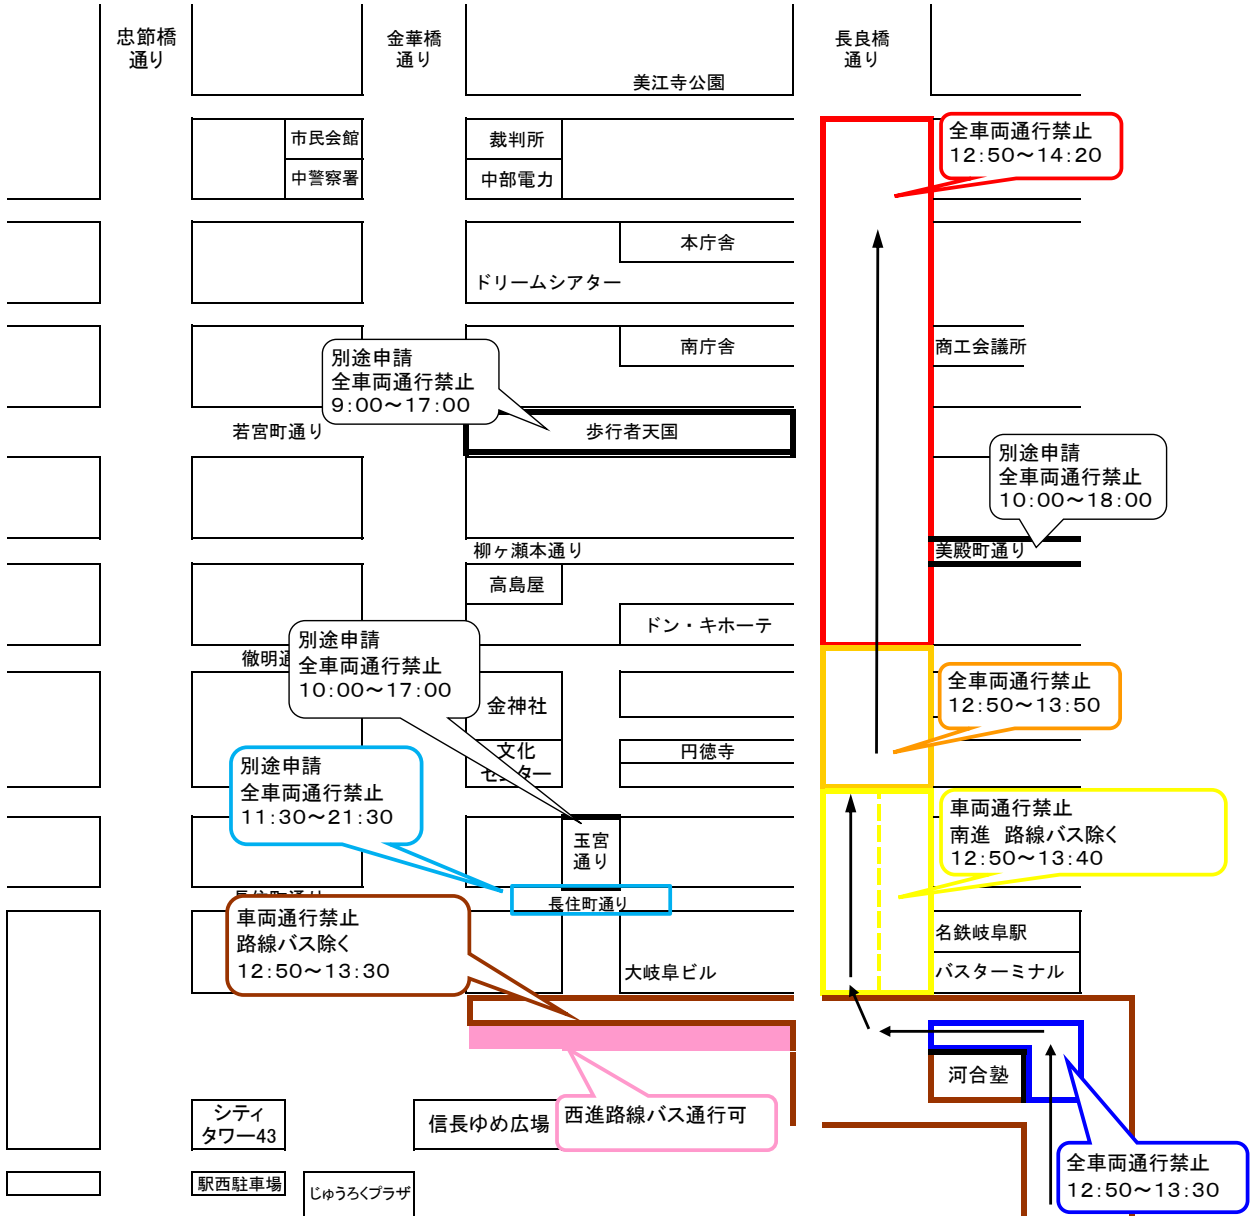 忠節橋
通り
金華橋
通り
長良橋
通り
美江寺公園
市民会館
中警察署
裁判所
中部電力
全車両通行禁止
12:50～14:20
本庁舎
ドリームシアター
南庁舎
商工会議所
別途申請
全車両通行禁止
9:00～17:00
若宮町通り
歩行者天国
別途申請
全車両通行禁止
10:00～18:00
柳ヶ瀬本通り
美殿町通り
高島屋
ドン・キホーテ
別途申請
全車両通行禁止
10:00～17:00
徹明通
金神社
文化
センター
円徳寺
全車両通行禁止
12:50～13:50
別途申請
全車両通行禁止
11:30～21:30
玉宮
通り
車両通行禁止
南進 路線バス除く
12:50～13:40
長住町通り
長住町通り
車両通行禁止
路線バス除く
12:50～13:30
大岐阜ビル
名鉄岐阜駅
バスターミナル
河合塾
シティ
タワー43
信長ゆめ広場
西進路線バス通行可
全車両通行禁止
12:50～13:30
駅西駐車場
じゅうろくプラザ